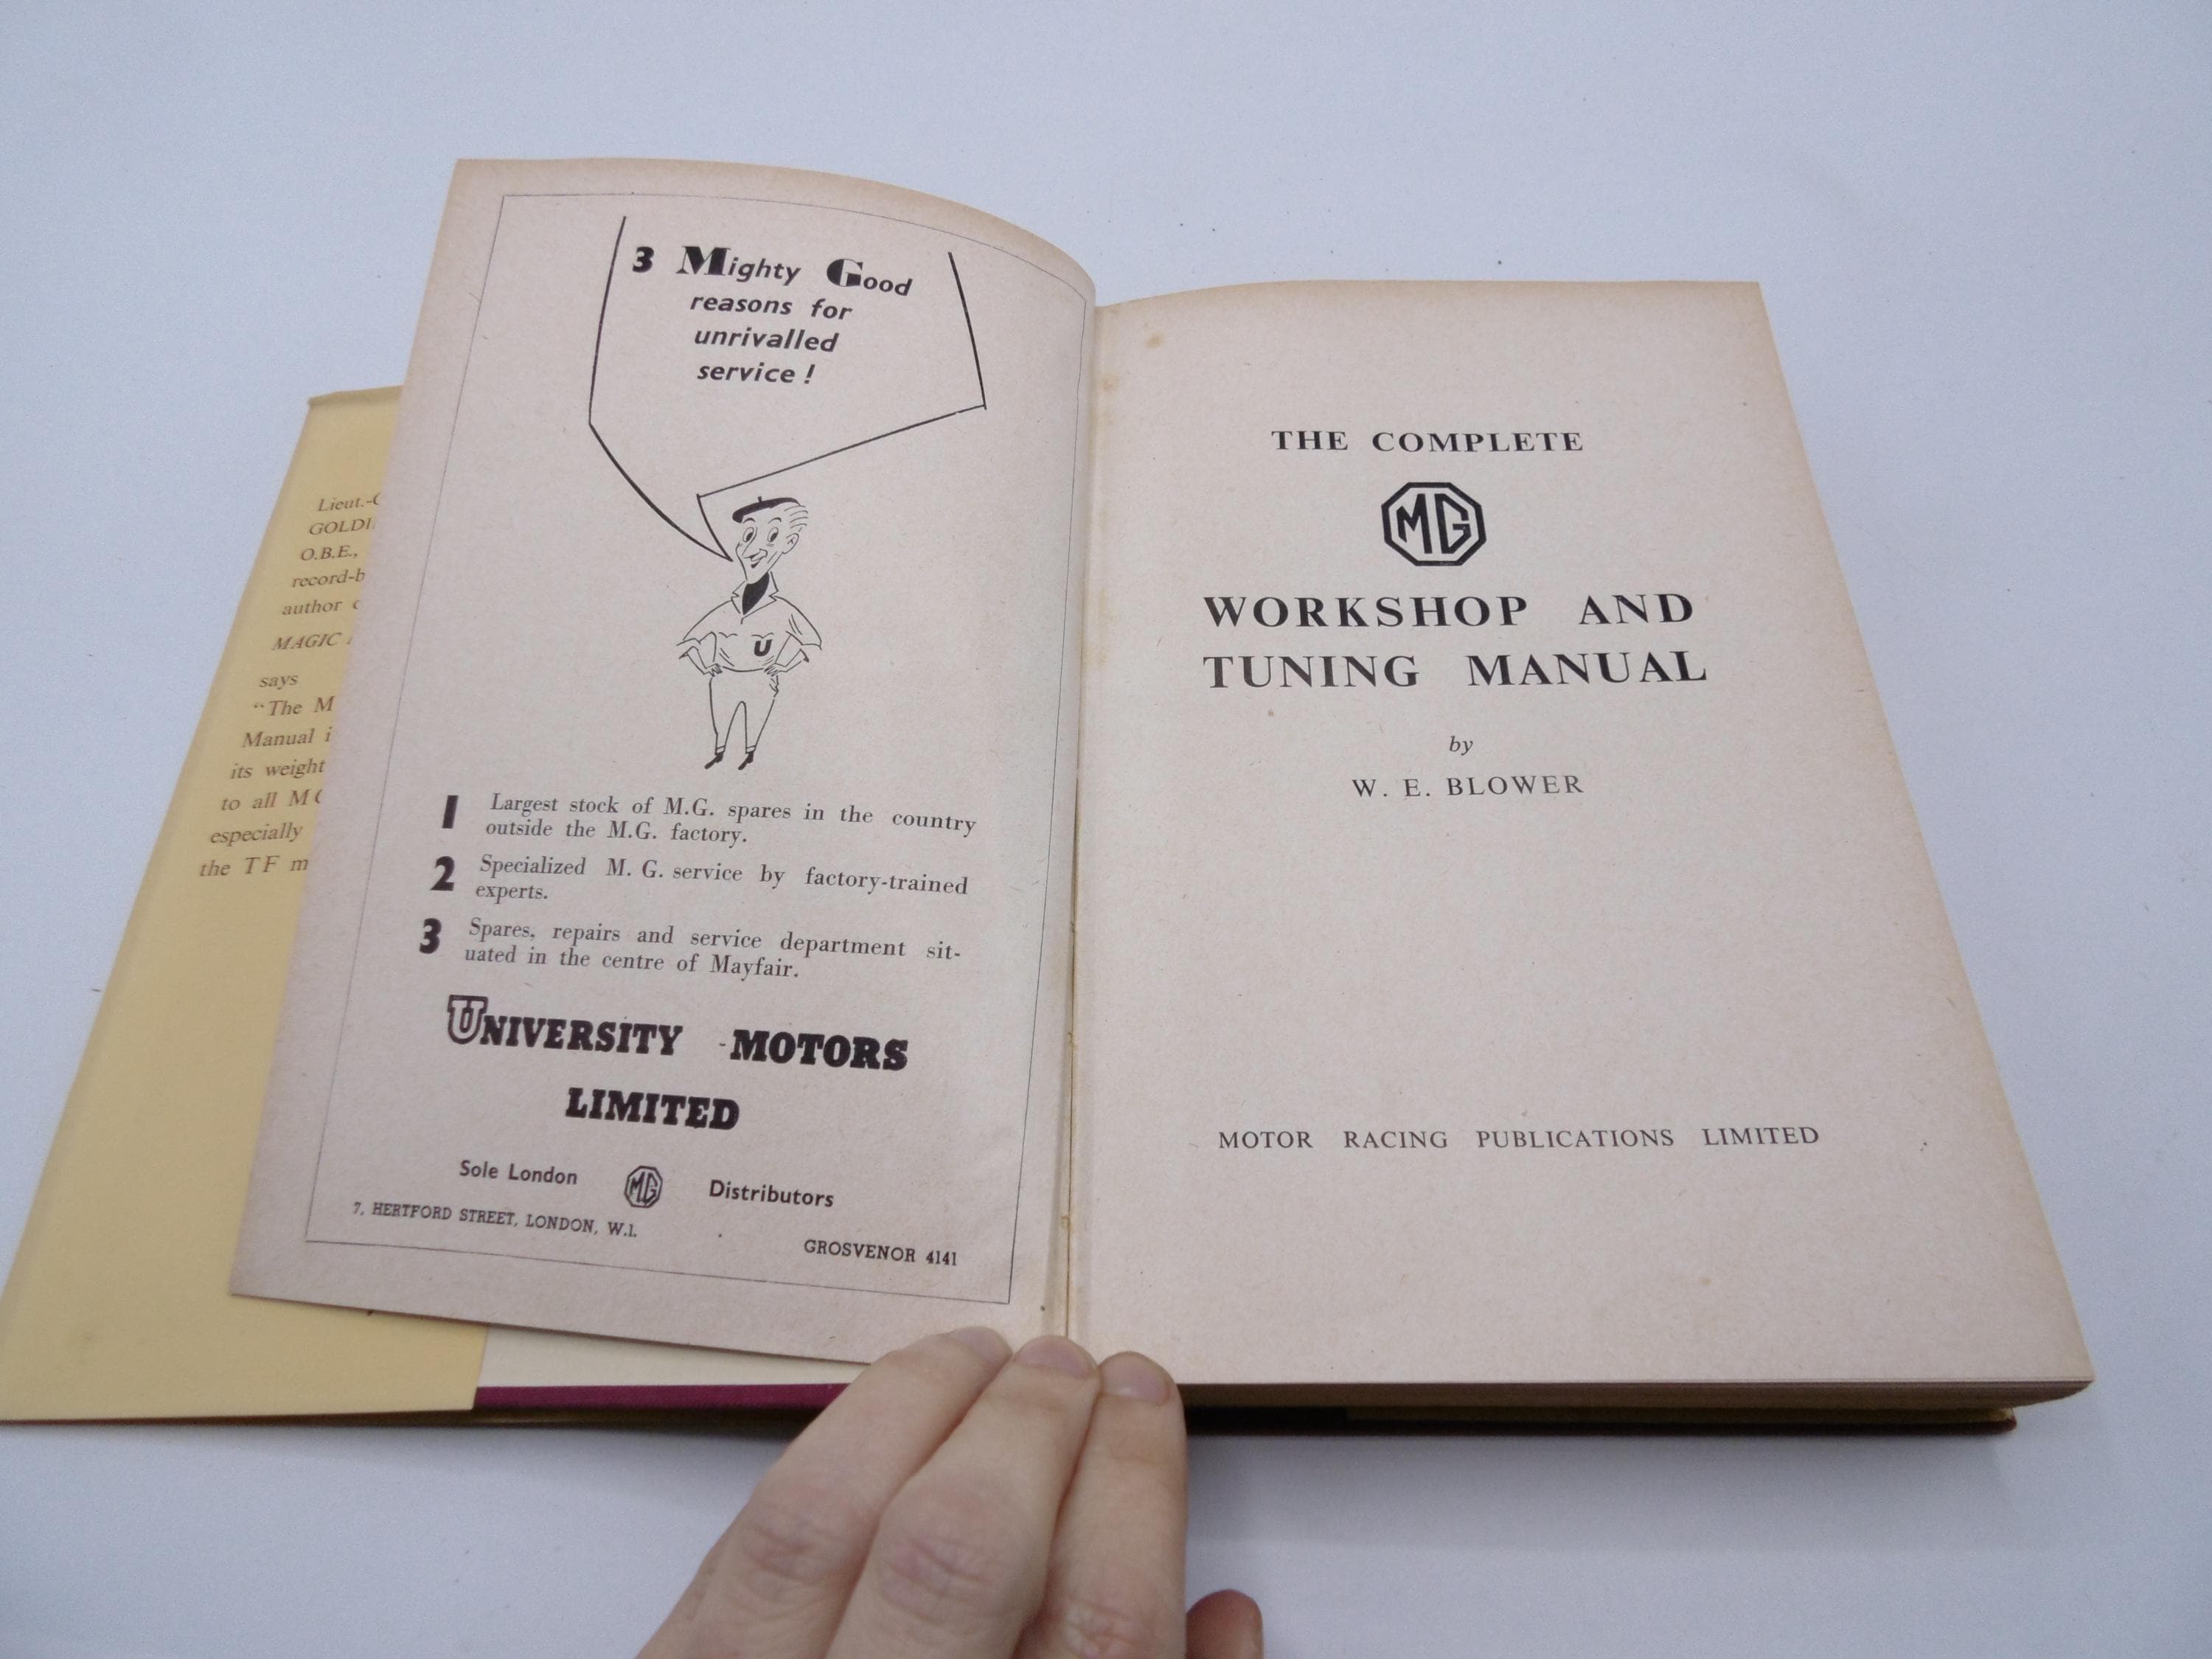 Lieut.-
O.B.E.,
author
MAGIC
says
"The M
Manual i
its weight
to all M
especially
the TF m
3 Mighty Good
reasons for
unrivalled
service !
U
1 Largest stock of M.G. spares in the country
outside the M.G. factory.
2 Specialized M. G. service by factory-trained
experts.
3 Spares, repairs and service department sit-
uated in the centre of Mayfair.
UNIVERSITY MOTORS
LIMITED
Sole London MG Distributors
7, HERTFORD STREET, LONDON, W.1.
GROSVENOR 4141
THE COMPLETE
MG
WORKSHOP AND
TUNING MANUAL
by
W. E. BLOWER
MOTOR RACING PUBLICATIONS LIMITED